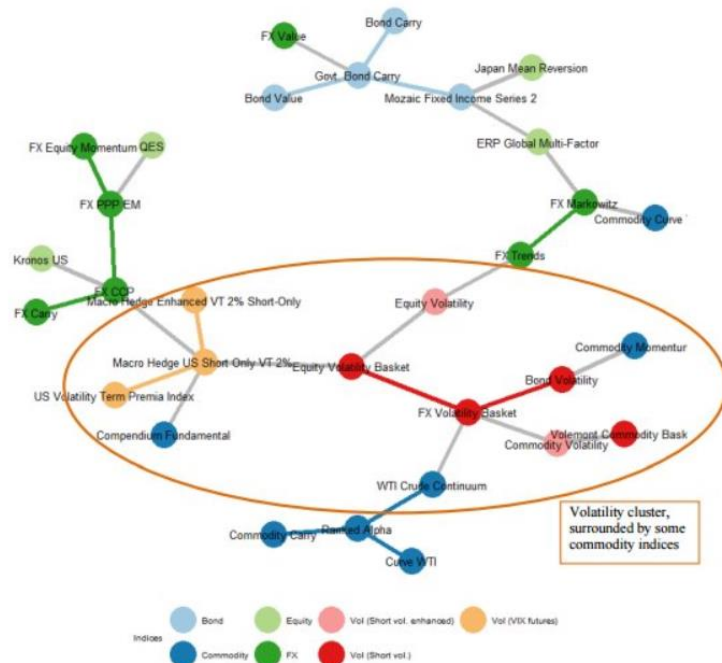 Bond Carry
FX Value
Govt. Bond Carry
Japan Mean Reversion
Bond Value
Mozaic Fixed Income Series 2
FX Equity Momentum QES
ERP Global Multi-Factor
FX PPP EM
FX Markowitz
Commodity Curve
Kronos US
FX Trends
FX CCP
Macro Hedge Enhanced VT 2% Short-Only
Equity Volatility
FX Carry
Commodity Momentur
Macro Hedge US Short Only VT 2%
Equity Volatility Basket
Bond Volatility
US Volatility Term Premia Index
FX Volatility Basket
Compendium Fundamental
Volemont Commodity Bask
Commodity Volatility
WTI Crude Continuum
Volatility cluster,
surrounded by some
commodity indices
Commodity Carry
Ranked Alpha
Curve WTI
Indices
Bond
Equity
Vol (Short vol. enhanced)
Vol (VIX futures)
Commodity
FX
Vol (Short vol.)